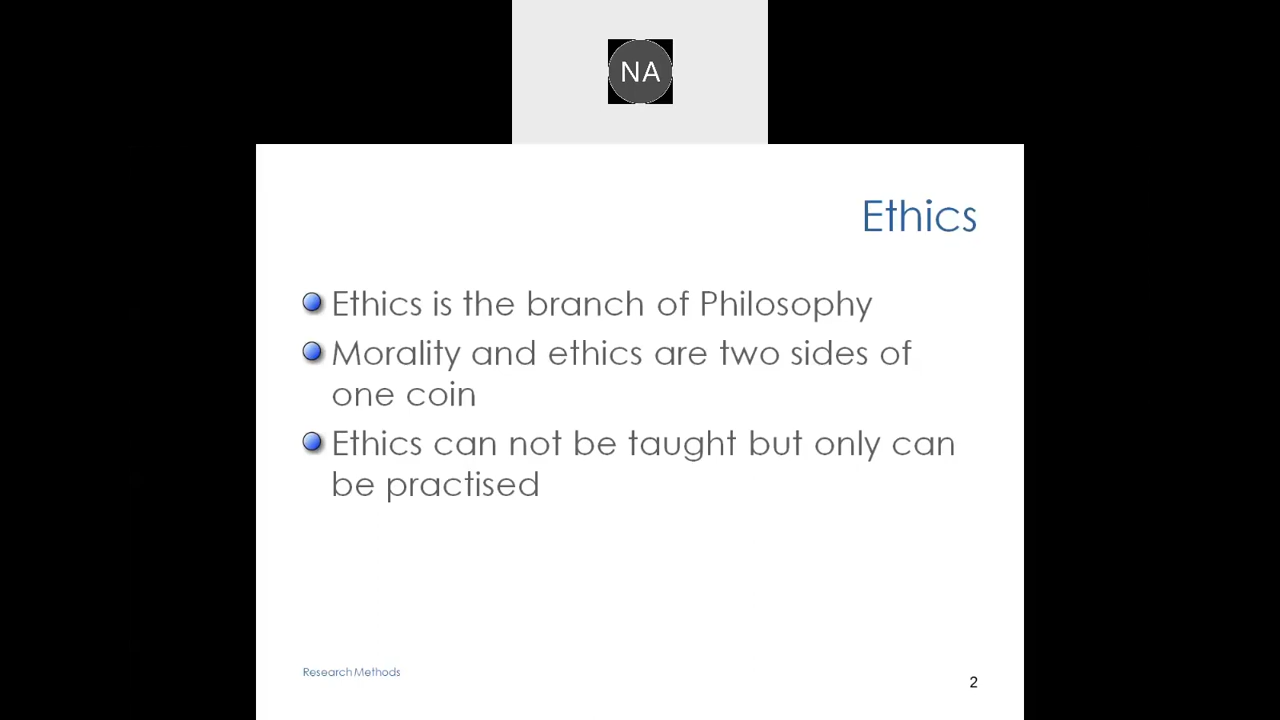 NA
Ethics
Ethics is the branch of Philosophy
Morality and ethics are two sides of
one coin
Ethics can not be taught but only can
be practised
Research Methods
2